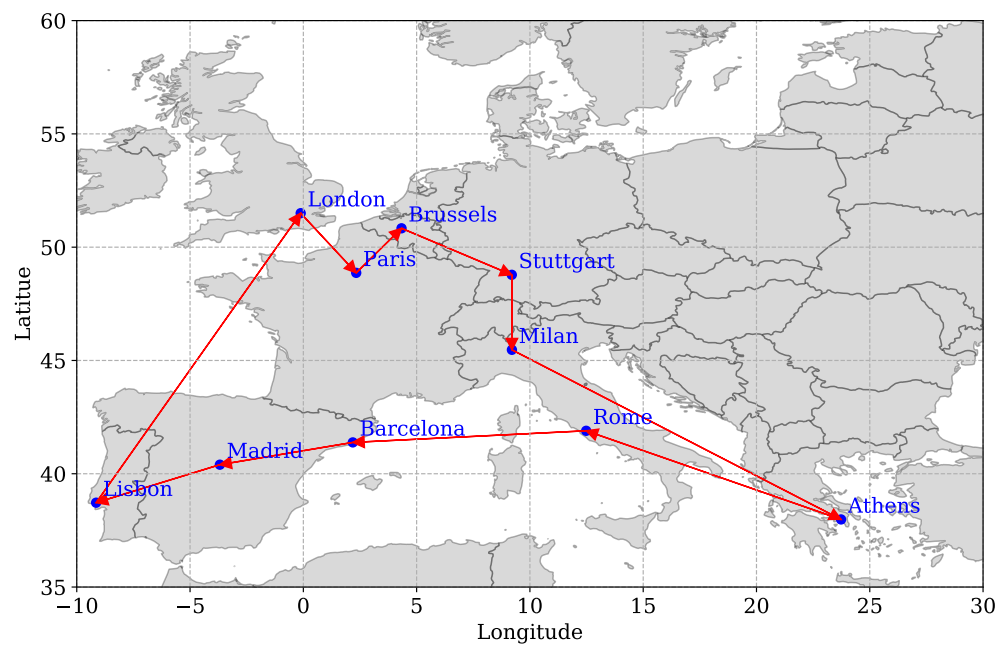 60
55
50
45
40
35
Latitue
London
Brussels
Paris
Stuttgart
Milan
Rome
Barcelona
Madrid
Lisbon
Athens
−10 −5 0 5 10 15 20 25 30
Longitude